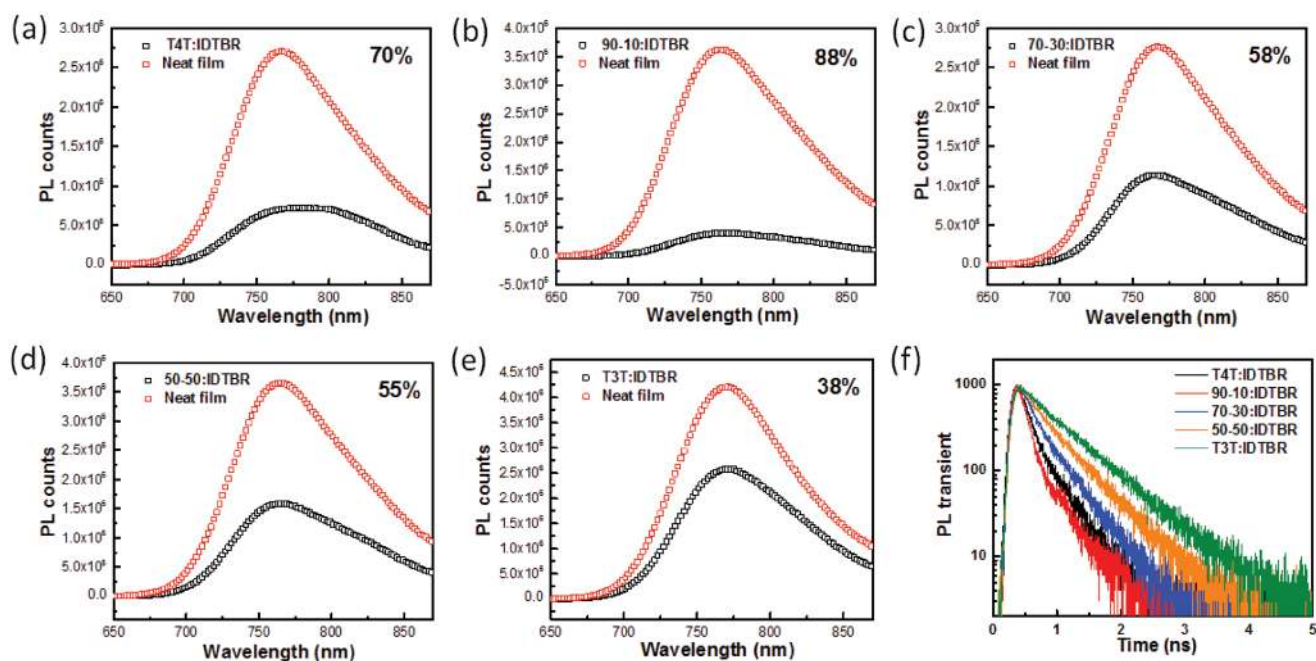 (a)
T4T:IDTBR
Neat film
70%
3.0x10⁶
2.5x10⁶
2.0x10⁶
1.5x10⁶
1.0x10⁶
5.0x10⁵
0.0
PL counts
650 700 750 800 850
Wavelength (nm)
(b)
90-10:IDTBR
Neat film
88%
4.0x10⁶
3.5x10⁶
3.0x10⁶
2.5x10⁶
2.0x10⁶
1.5x10⁶
1.0x10⁶
5.0x10⁵
0.0
-5.0x10⁵
PL counts
650 700 750 800 850
Wavelength (nm)
(c)
70-30:IDTBR
Neat film
58%
3.0x10⁶
2.5x10⁶
2.0x10⁶
1.5x10⁶
1.0x10⁶
5.0x10⁵
0.0
PL counts
650 700 750 800 850
Wavelength (nm)
(d)
50-50:IDTBR
Neat film
55%
4.0x10⁶
3.5x10⁶
3.0x10⁶
2.5x10⁶
2.0x10⁶
1.5x10⁶
1.0x10⁶
5.0x10⁵
0.0
PL counts
650 700 750 800 850
Wavelength (nm)
(e)
T3T:IDTBR
Neat film
38%
4.5x10⁶
4.0x10⁶
3.5x10⁶
3.0x10⁶
2.5x10⁶
2.0x10⁶
1.5x10⁶
1.0x10⁶
5.0x10⁵
0.0
PL counts
650 700 750 800 850
Wavelength (nm)
(f)
T4T:IDTBR
90-10:IDTBR
70-30:IDTBR
50-50:IDTBR
T3T:IDTBR
1000
100
10
PL transient
0 1 2 3 4 5
Time (ns)